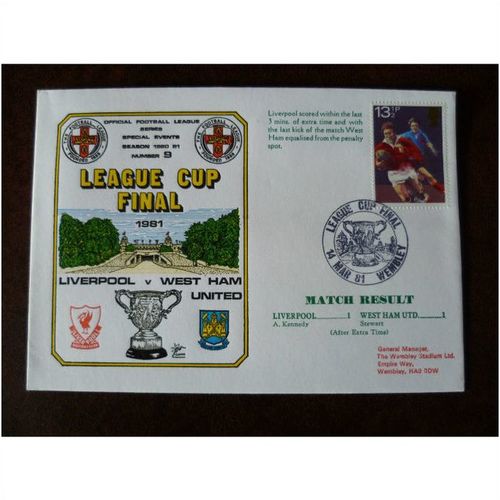 OFFICIAL FOOTBALL LEAGUE
SERIES
SPECIAL EVENTS
SEASON 1980 81
NUMBER 9
LEAGUE CUP
FINAL
1981
LIVERPOOL v WEST HAM
UNITED
Liverpool scored within the last
3 mins. of extra time and with
the last kick of the match West
Ham equalised from the penalty
spot.
13½P
LEAGUE CUP FINAL
14 MAR 81 WEMBLEY
MATCH RESULT
LIVERPOOL..........1 WEST HAM UTD..........1
A. Kennedy Stewart
(After Extra Time)
General Manager,
The Wembley Stadium Ltd.
Empire Way,
Wembley, HA9 0DW